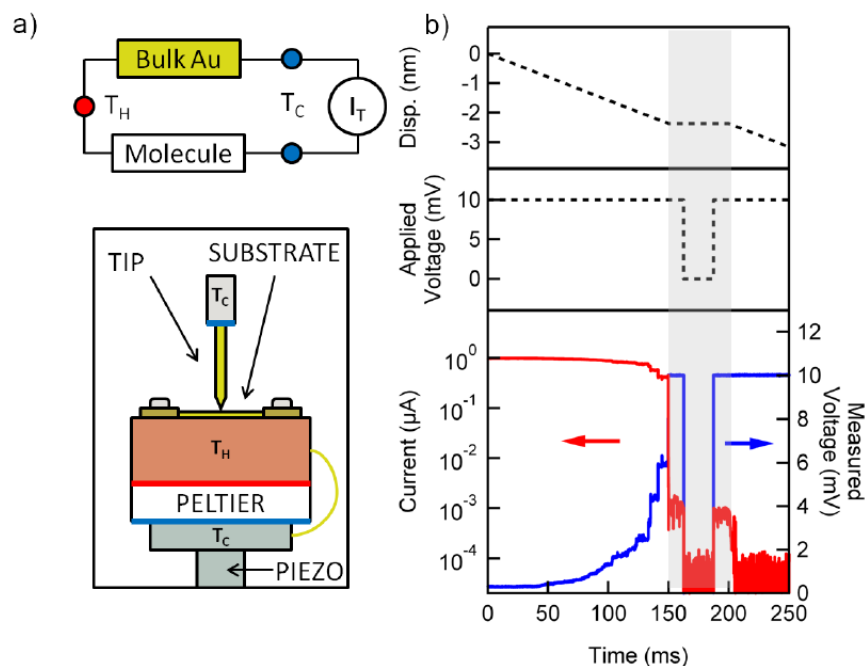 a)
Bulk Au
T_H
T_C
I_T
Molecule
TIP
SUBSTRATE
T_C
T_H
PELTIER
T_C
PIEZO
b)
Disp. (nm)
0
-1
-2
-3
Applied
Voltage (mV)
10
5
0
Current (µA)
10^0
10^-1
10^-2
10^-3
10^-4
Measured
Voltage (mV)
12
10
8
6
4
2
0
0 50 100 150 200 250
Time (ms)